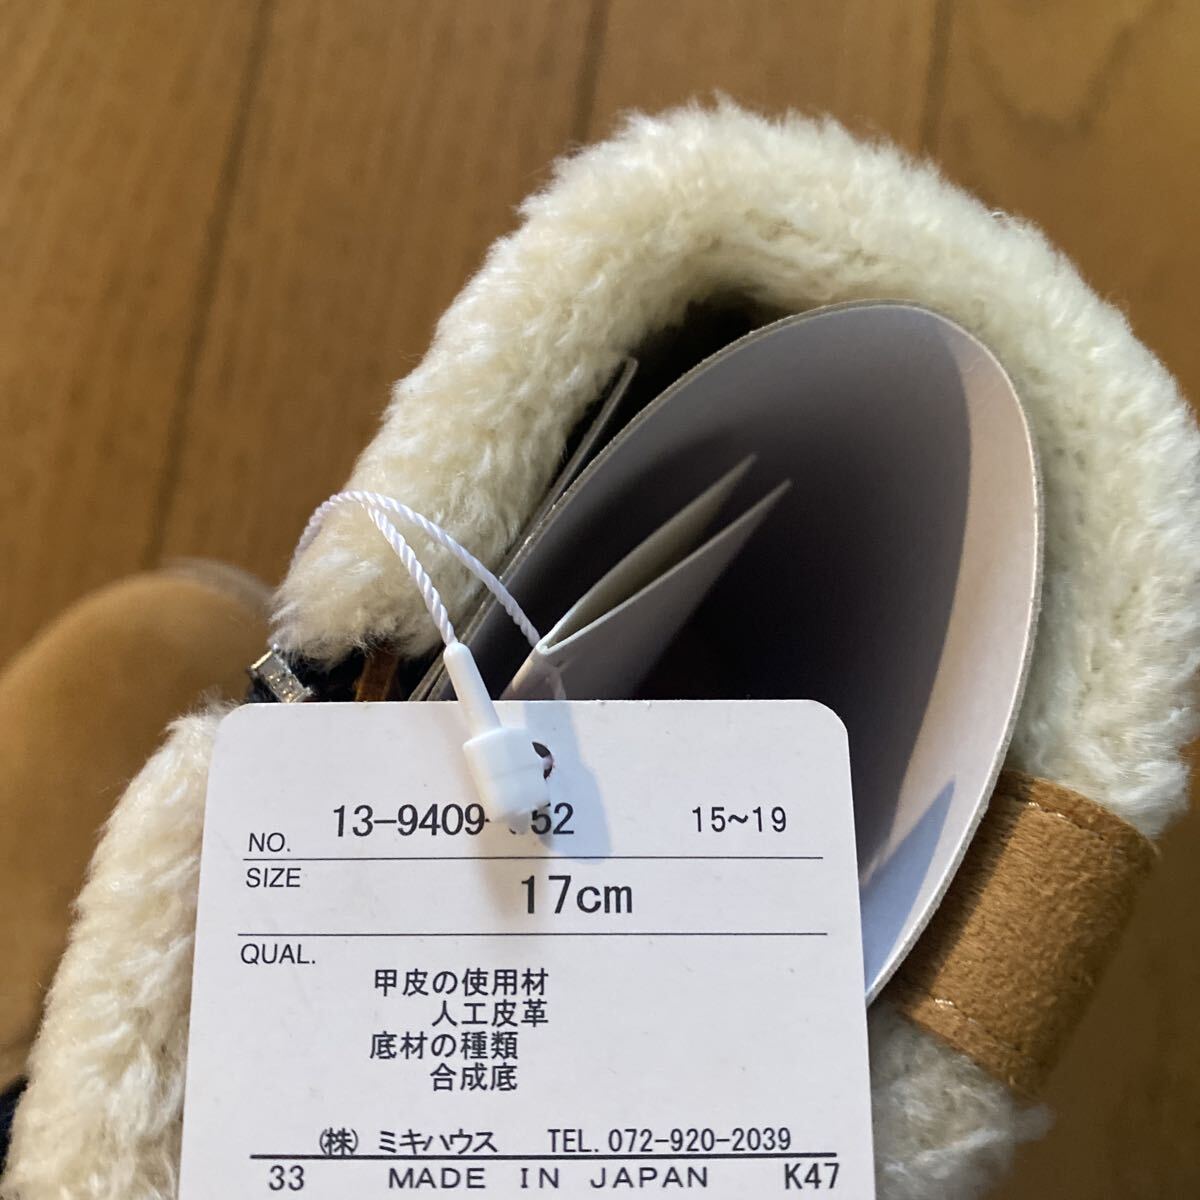 NO. 13-9409- 52 15~19
SIZE 17cm
QUAL.
甲皮の使用材
人工皮革
底材の種類
合成底
(株) ミキハウス TEL. 072-920-2039
33 MADE IN JAPAN K47